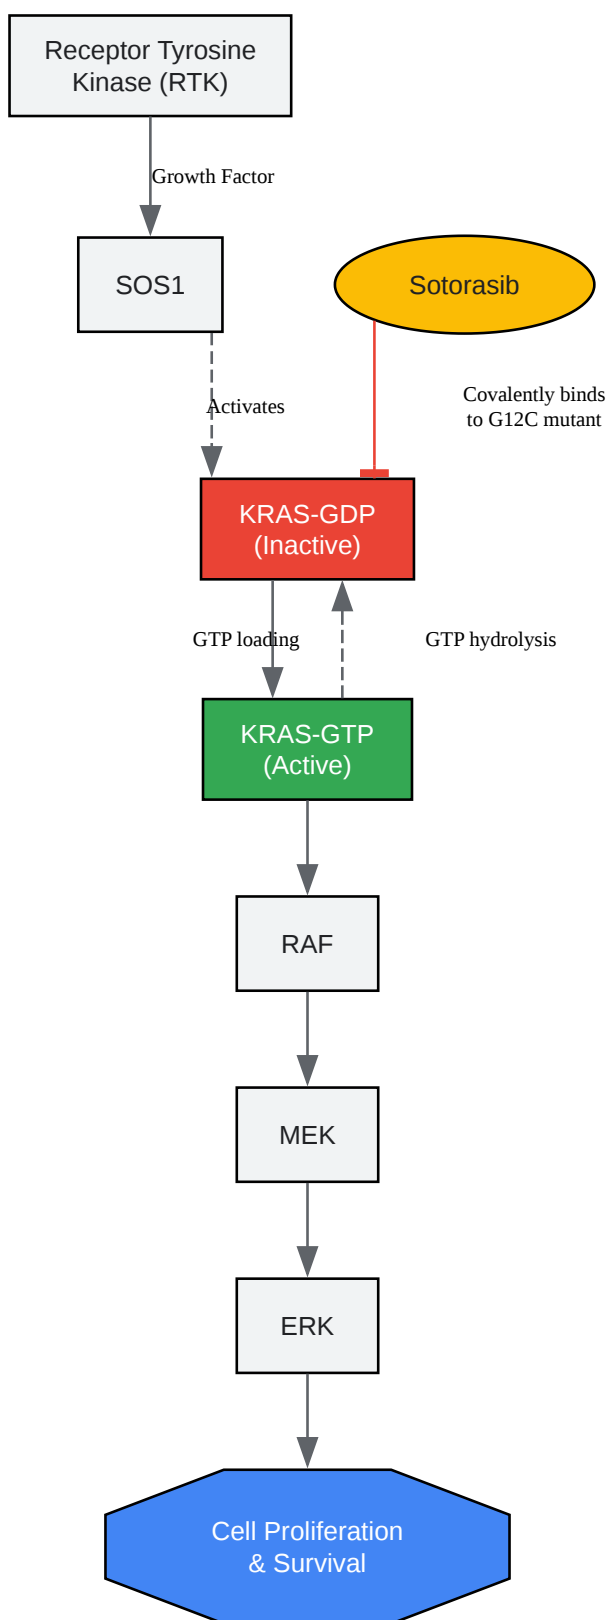 Receptor Tyrosine
Kinase (RTK)
Growth Factor
SOS1
Sotorasib
Activates
Covalently binds
to G12C mutant
KRAS-GDP
(Inactive)
GTP loading
GTP hydrolysis
KRAS-GTP
(Active)
RAF
MEK
ERK
Cell Proliferation
& Survival